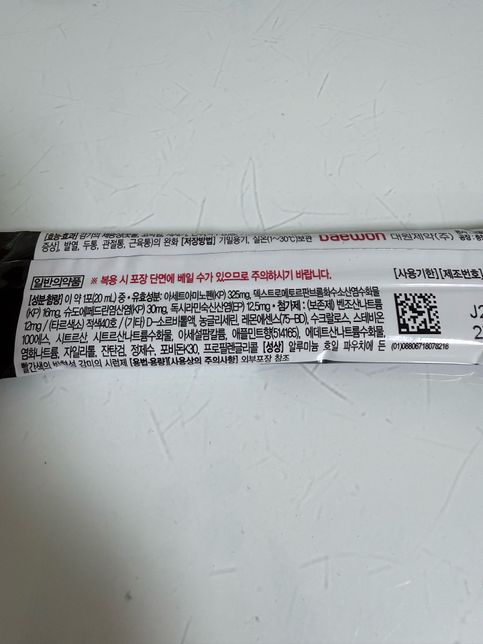 증상), 발열, 두통, 관절통, 근육통)의 완화 [저장방법] 기밀용기, 실온(1~30℃)보관 Daewon 대원제약(주)
일반의약품 ※ 복용 시 포장 단면에 베일 수가 있으므로 주의하시기 바랍니다. [사용기한] [제조번호]
[성분·함량] 이 약 1포(20 mL) 중 • 유효성분: 아세트아미노펜(KP) 325mg, 덱스트로메토르판브롬화수소산염수화물
(KP) 16mg, 슈도에페드린염산염(KP) 30mg, 독시라민숙신산염(EP) 12.5mg • 첨가제: (보존제) 벤조산나트륨
12mg / (타르색소) 적색40호 / (기타) D-소르비톨액, 농글리세린, 레몬에센스(75-BD), 수크랄로스, 스테비온
100에스, 시트르산, 시트르산나트륨수화물, 아세설팜칼륨, 애플민트향(514165), 에데트산나트륨수화물,
염화나트륨, 자일리톨, 잔탄검, 정제수, 포비돈K30, 프로필렌글리콜 [성상] 알루미늄 호일 파우치에 든
빨간색의 방향성 감미의 시럽제 [용법·용량][사용상의 주의사항] 외부포장 참조
(01)08806718078216